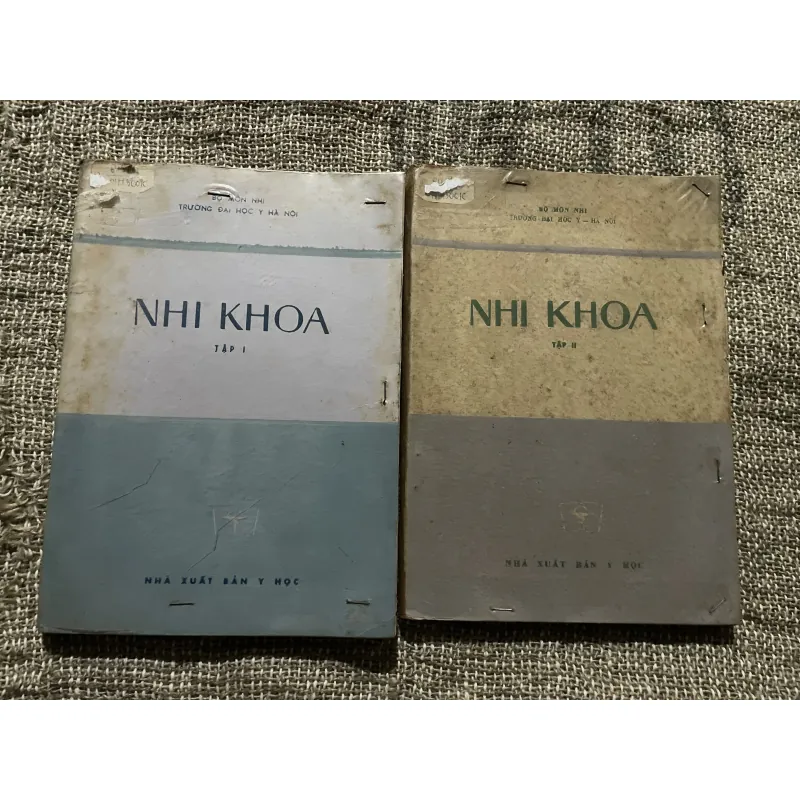 BỘ MÔN NHI
TRƯỜNG ĐẠI HỌC Y HÀ NỘI
NHI KHOA
TẬP I
NHÀ XUẤT BẢN Y HỌC
BỘ MÔN NHI
TRƯỜNG ĐẠI HỌC Y - HÀ NỘI
NHI KHOA
TẬP II
NHÀ XUẤT BẢN Y HỌC